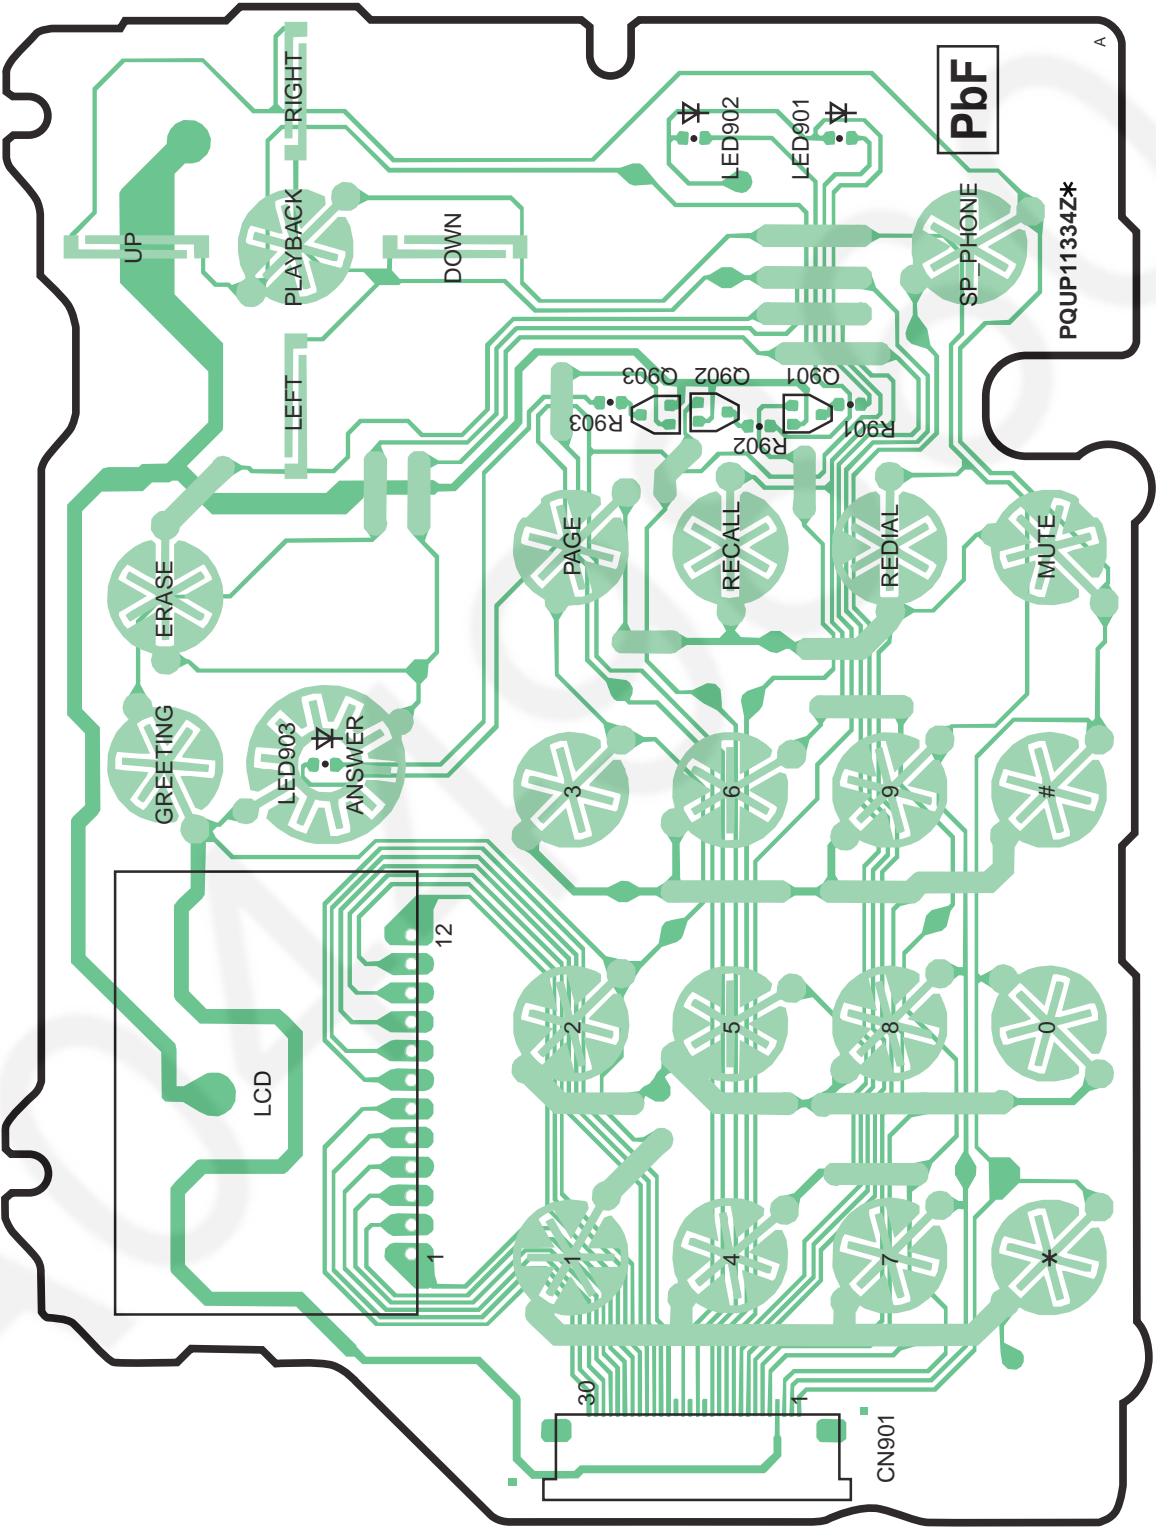 A
PbF
RIGHT
LED902
LED901
UP
PLAYBACK
DOWN
SP_PHONE
PQUP11334Z*
LEFT
Q903
Q902
Q901
R903
R902
R901
ERASE
PAGE
RECALL
REDIAL
MUTE
GREETING
LED903
ANSWER
3
6
9
#
12
LCD
2
5
8
0
1
1
4
7
*
30
1
CN901